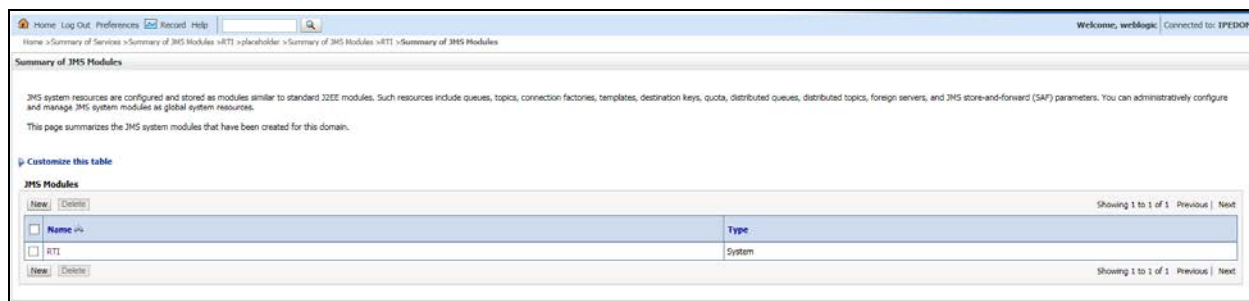 Home Log Out Preferences Record Help
Welcome, weblogic Connected to: IPEDON
Home >Summary of Services >Summary of JMS Modules >RTI >placeholder >Summary of JMS Modules >RTI >Summary of JMS Modules
Summary of JMS Modules
JMS system resources are configured and stored as modules similar to standard J2EE modules. Such resources include queues, topics, connection factories, templates, destination keys, quota, distributed queues, distributed topics, foreign servers, and JMS store-and-forward (SAF) parameters. You can administratively configure
and manage JMS system modules as global system resources.
This page summarizes the JMS system modules that have been created for this domain.
Customize this table
JMS Modules
New Delete Showing 1 to 1 of 1 Previous | Next
Name Type
RTI System
New Delete Showing 1 to 1 of 1 Previous | Next